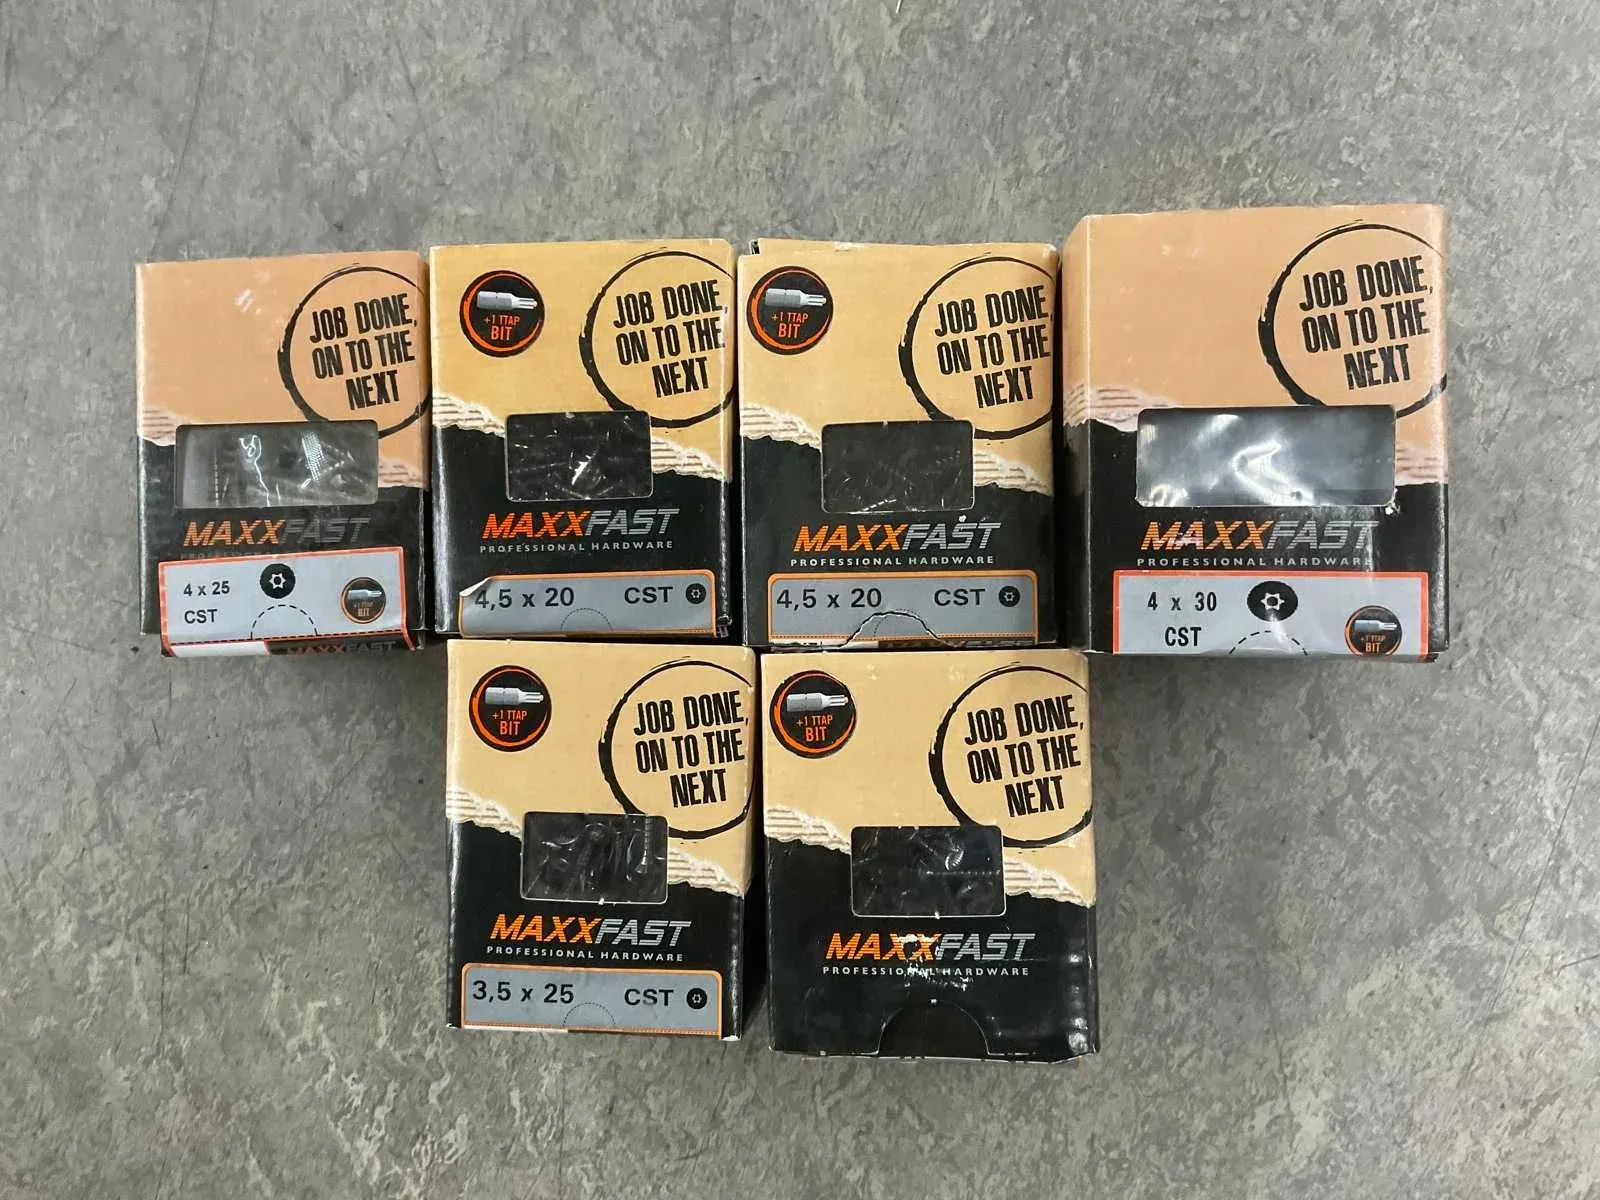 JOB DONE,
ON TO THE
NEXT
MAXXFAST
4 x 25
CST
+1 TTAP
BIT
MAXXFAST
+1 TTAP
BIT
JOB DONE,
ON TO THE
NEXT
MAXXFAST
PROFESSIONAL HARDWARE
4,5 x 20 CST
+1 TTAP
BIT
JOB DONE,
ON TO THE
NEXT
MAXXFAST
PROFESSIONAL HARDWARE
4,5 x 20 CST
JOB DONE,
ON TO THE
NEXT
MAXXFAST
PROFESSIONAL HARDWARE
4 x 30
CST
+1 TTAP
BIT
+1 TTAP
BIT
JOB DONE,
ON TO THE
NEXT
MAXXFAST
PROFESSIONAL HARDWARE
3,5 x 25 CST
+1 TTAP
BIT
JOB DONE,
ON TO THE
NEXT
MAXXFAST
PROFESSIONAL HARDWARE